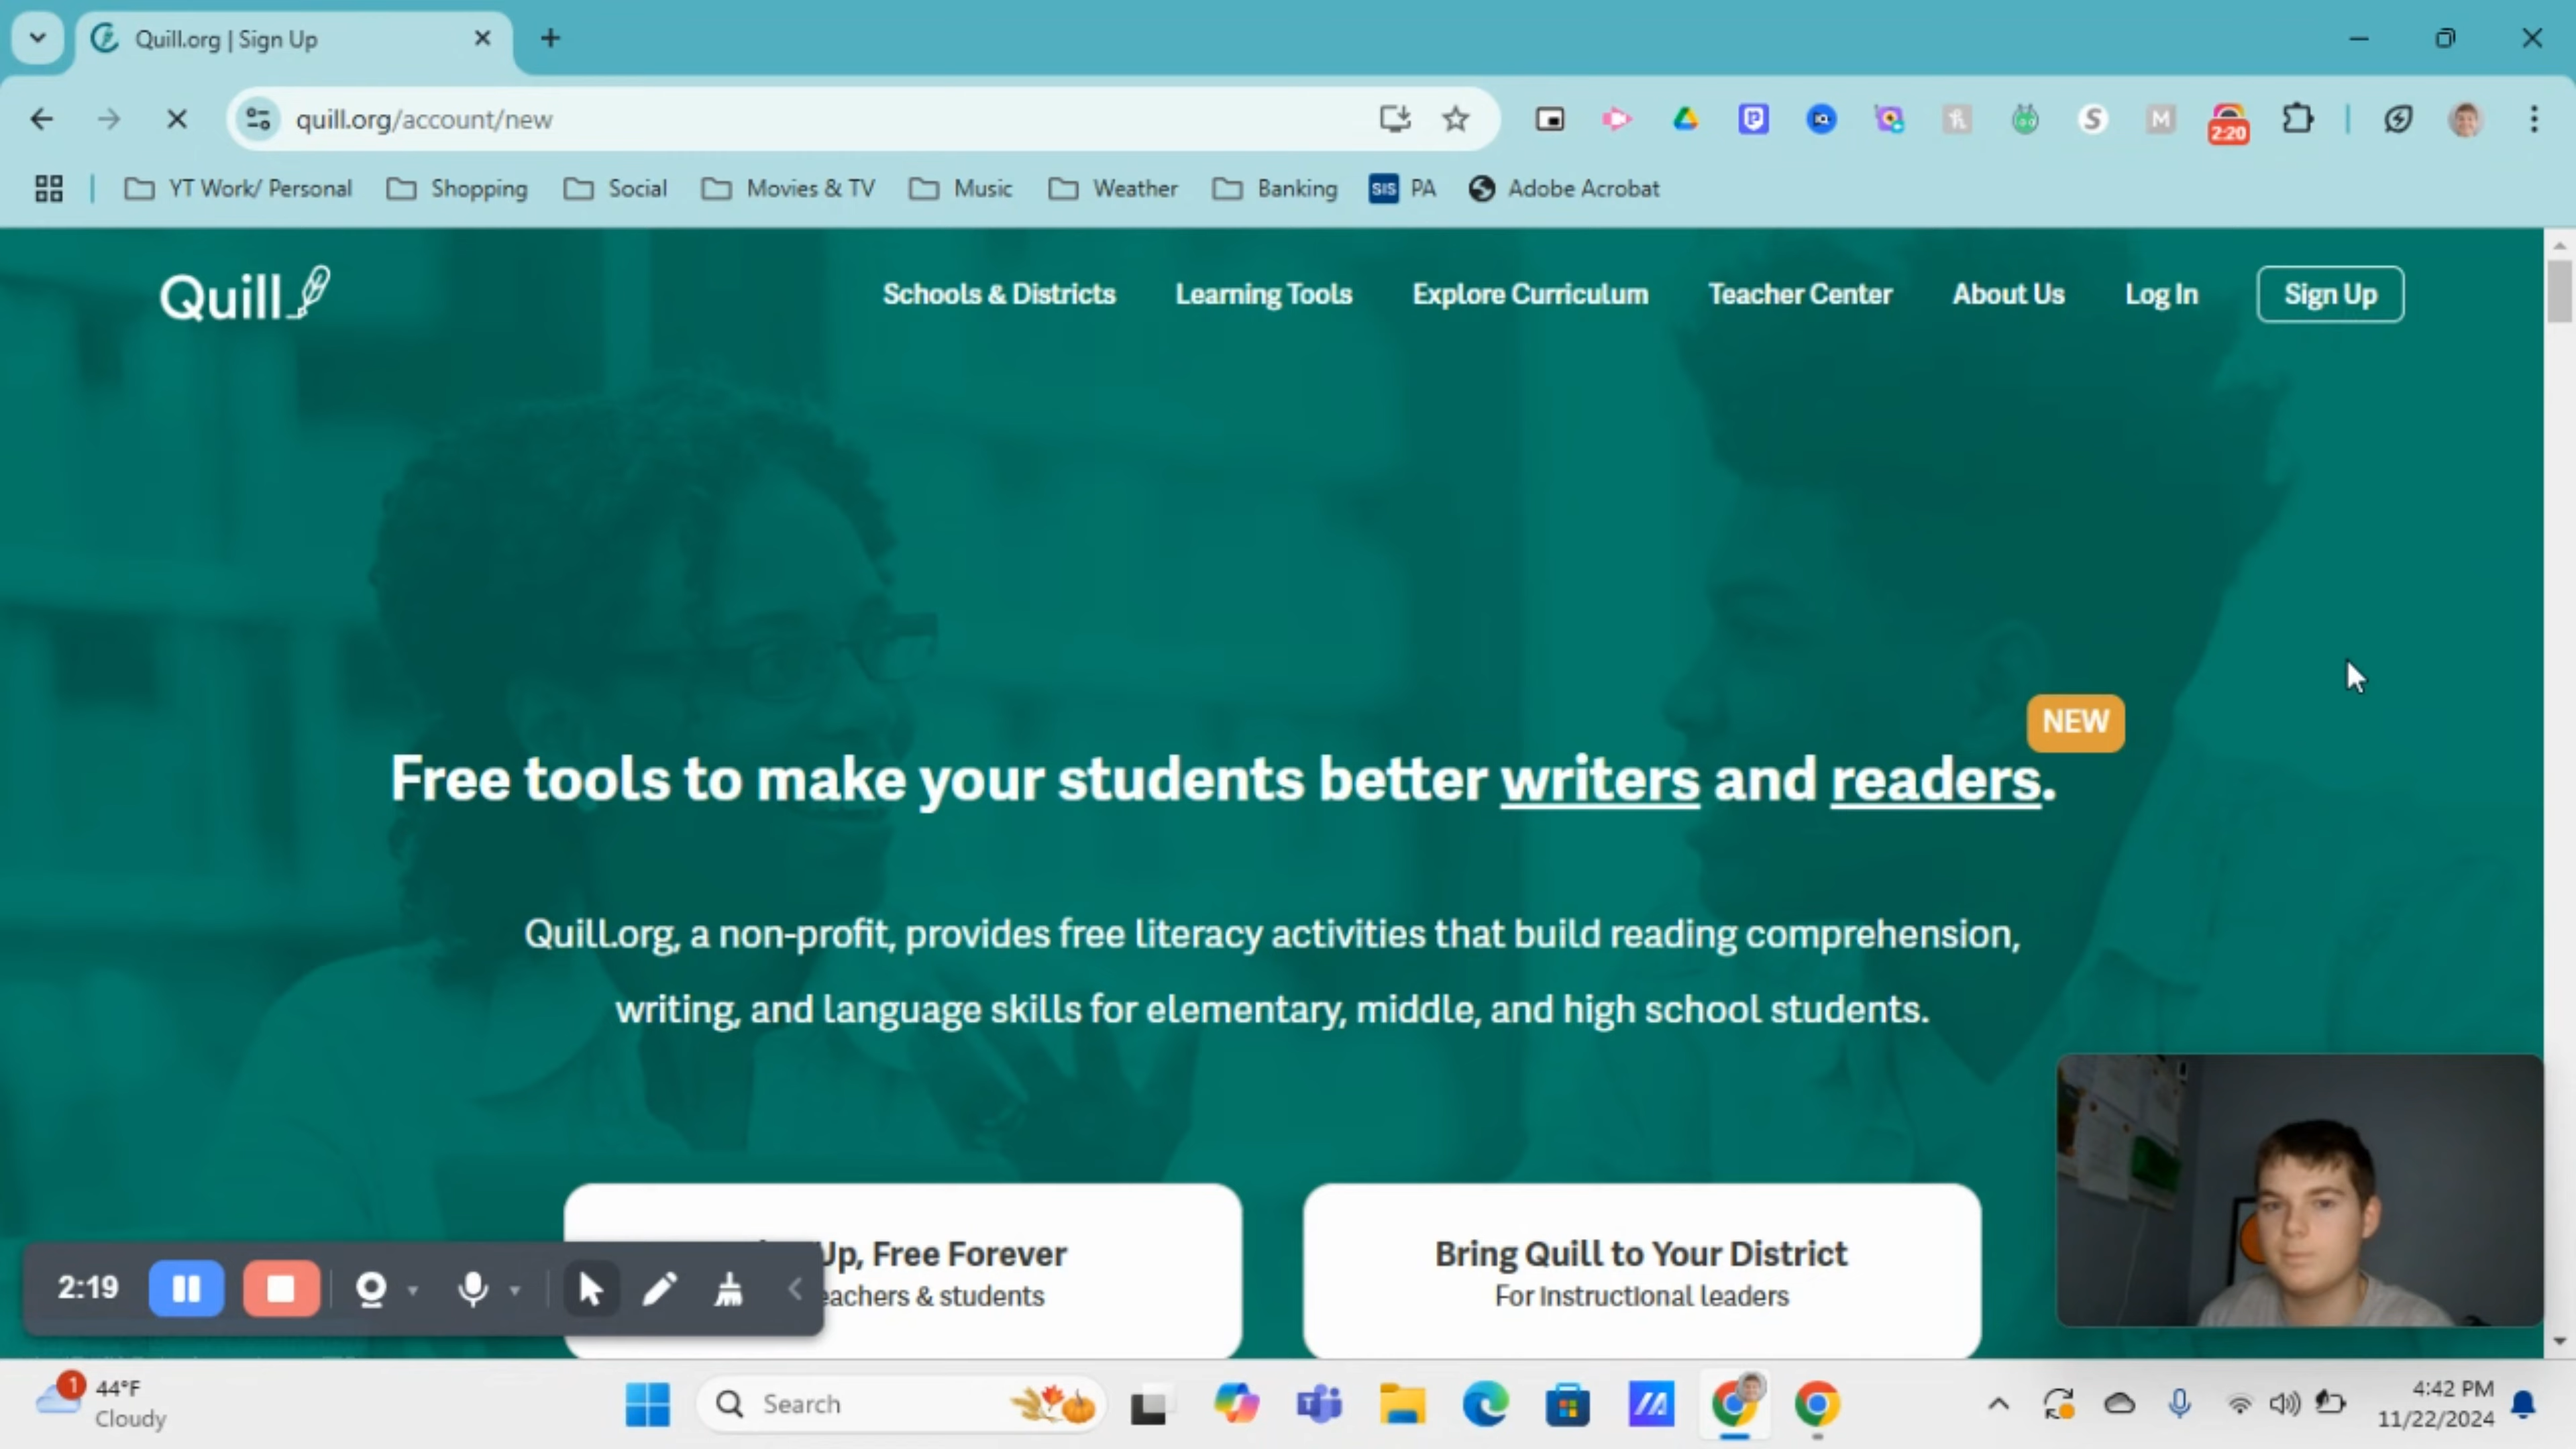 Quill.org | Sign Up
quill.org/account/new
2:20
YT Work/ Personal
Shopping
Social
Movies & TV
Music
Weather
Banking
SIS PA
Adobe Acrobat
Quill
Schools & Districts
Learning Tools
Explore Curriculum
Teacher Center
About Us
Log In
Sign Up
NEW
Free tools to make your students better writers and readers.
Quill.org, a non-profit, provides free literacy activities that build reading comprehension,
writing, and language skills for elementary, middle, and high school students.
Up, Free Forever
eachers & students
Bring Quill to Your District
For instructional leaders
2:19
1
44°F
Cloudy
Search
4:42 PM
11/22/2024